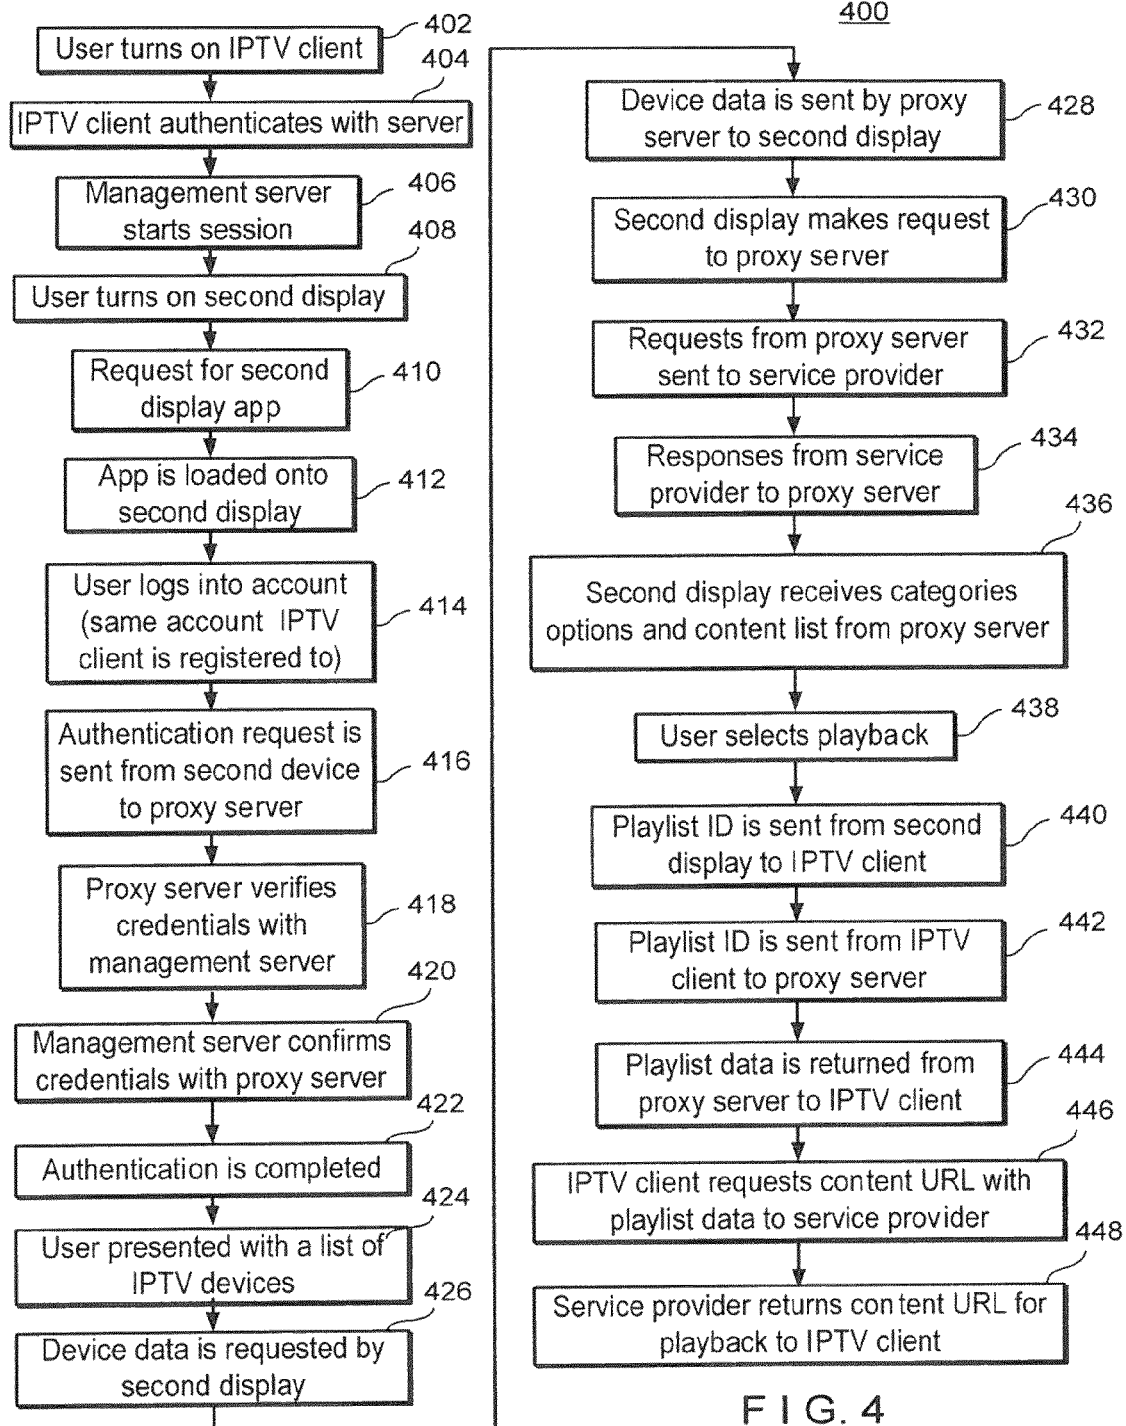 400
User turns on IPTV client
402
IPTV client authenticates with server
404
Management server
starts session
406
User turns on second display
408
Request for second
display app
410
App is loaded onto
second display
412
User logs into account
(same account IPTV
client is registered to)
414
Authentication request is
sent from second device
to proxy server
416
Proxy server verifies
credentials with
management server
418
Management server confirms
credentials with proxy server
420
Authentication is completed
422
User presented with a list of
IPTV devices
424
Device data is requested by
second display
426
Device data is sent by proxy
server to second display
428
Second display makes request
to proxy server
430
Requests from proxy server
sent to service provider
432
Responses from service
provider to proxy server
434
Second display receives categories
options and content list from proxy server
436
User selects playback
438
Playlist ID is sent from second
display to IPTV client
440
Playlist ID is sent from IPTV
client to proxy server
442
Playlist data is returned from
proxy server to IPTV client
444
IPTV client requests content URL with
playlist data to service provider
446
Service provider returns content URL for
playback to IPTV client
448
FIG. 4